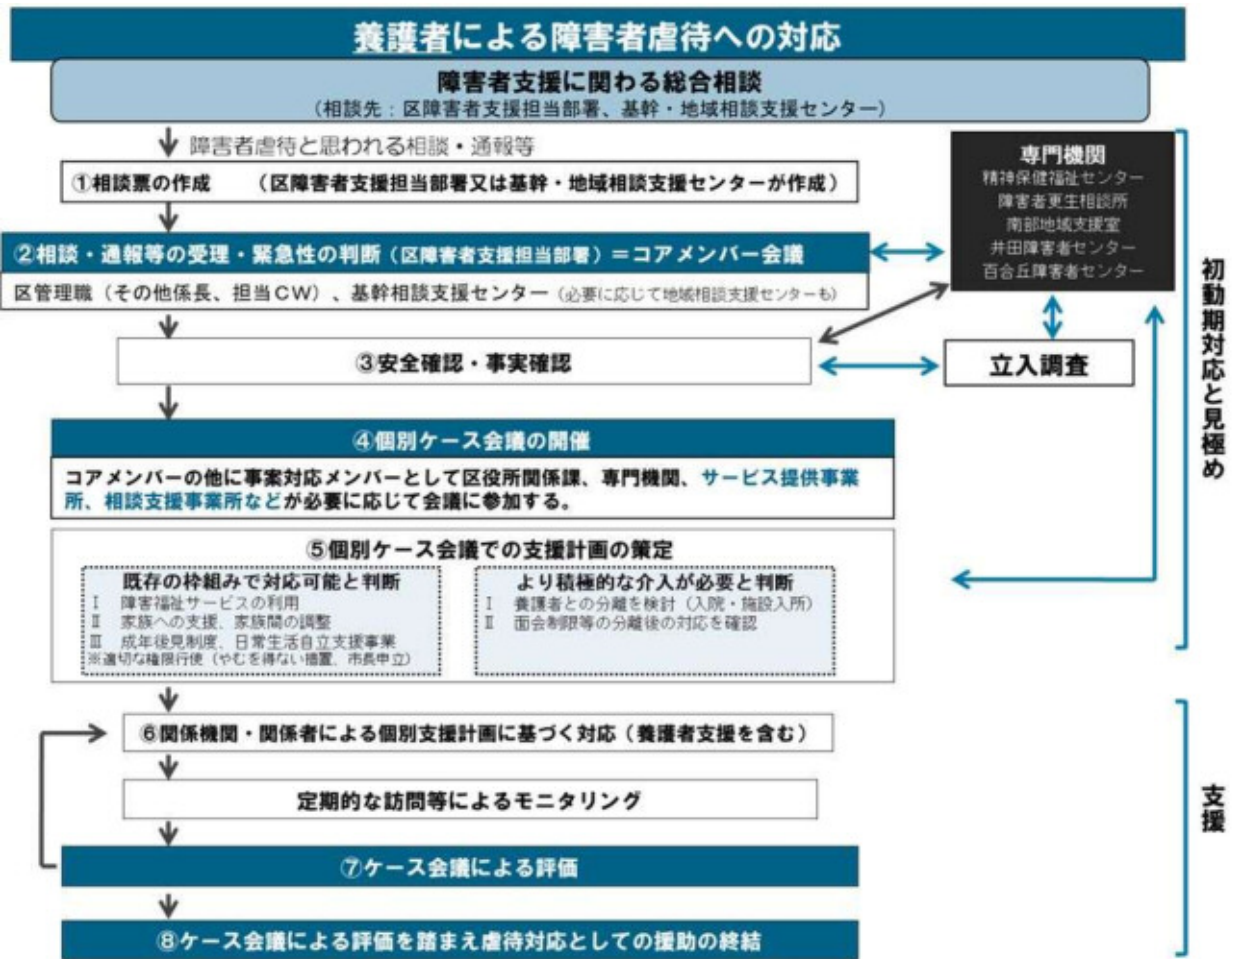 養護者による障害者虐待への対応
障害者支援に関わる総合相談
（相談先：区障害者支援担当部署、基幹・地域相談支援センター）
障害者虐待と思われる相談・通報等
①相談票の作成　　（区障害者支援担当部署又は基幹・地域相談支援センターが作成）
専門機関
精神保健福祉センター
障害者更生相談所
南部地域支援室
井田障害者センター
百合丘障害者センター
②相談・通報等の受理・緊急性の判断（区障害者支援担当部署）＝コアメンバー会議
区管理職（その他係長、担当CW）、基幹相談支援センター（必要に応じて地域相談支援センターも）
③安全確認・事実確認
立入調査
初動期対応と見極め
④個別ケース会議の開催
コアメンバーの他に事案対応メンバーとして区役所関係課、専門機関、サービス提供事業
所、相談支援事業所などが必要に応じて会議に参加する。
⑤個別ケース会議での支援計画の策定
既存の枠組みで対応可能と判断
Ⅰ　障害福祉サービスの利用
Ⅱ　家族への支援、家族間の調整
Ⅲ　成年後見制度、日常生活自立支援事業
※適切な権限行使（やむを得ない措置、市長申立）
より積極的な介入が必要と判断
Ⅰ　養護者との分離を検討（入院・施設入所）
Ⅱ　面会制限等の分離後の対応を確認
⑥関係機関・関係者による個別支援計画に基づく対応（養護者支援を含む）
定期的な訪問等によるモニタリング
支援
⑦ケース会議による評価
⑧ケース会議による評価を踏まえ虐待対応としての援助の終結